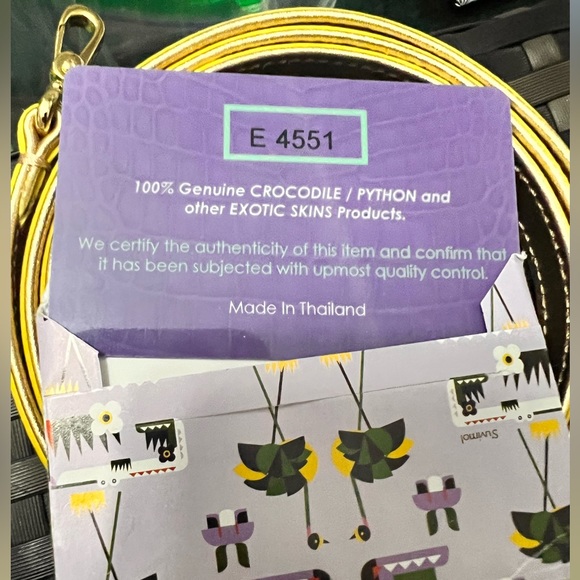 E 4551
100% Genuine CROCODILE / PYTHON and
other EXOTIC SKINS Products.
We certify the authenticity of this item and confirm that
it has been subjected with upmost quality control.
Made In Thailand
Suvimol